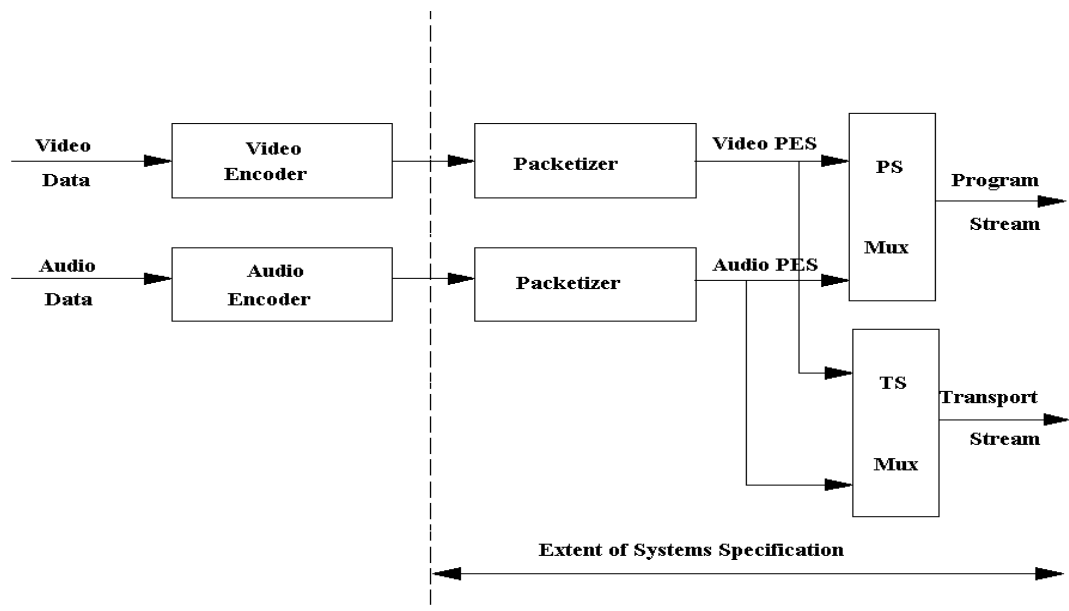 Video
Data
Video
Encoder
Packetizer
Video PES
PS
Mux
Program
Stream
Audio
Data
Audio
Encoder
Packetizer
Audio PES
TS
Mux
Transport
Stream
Extent of Systems Specification